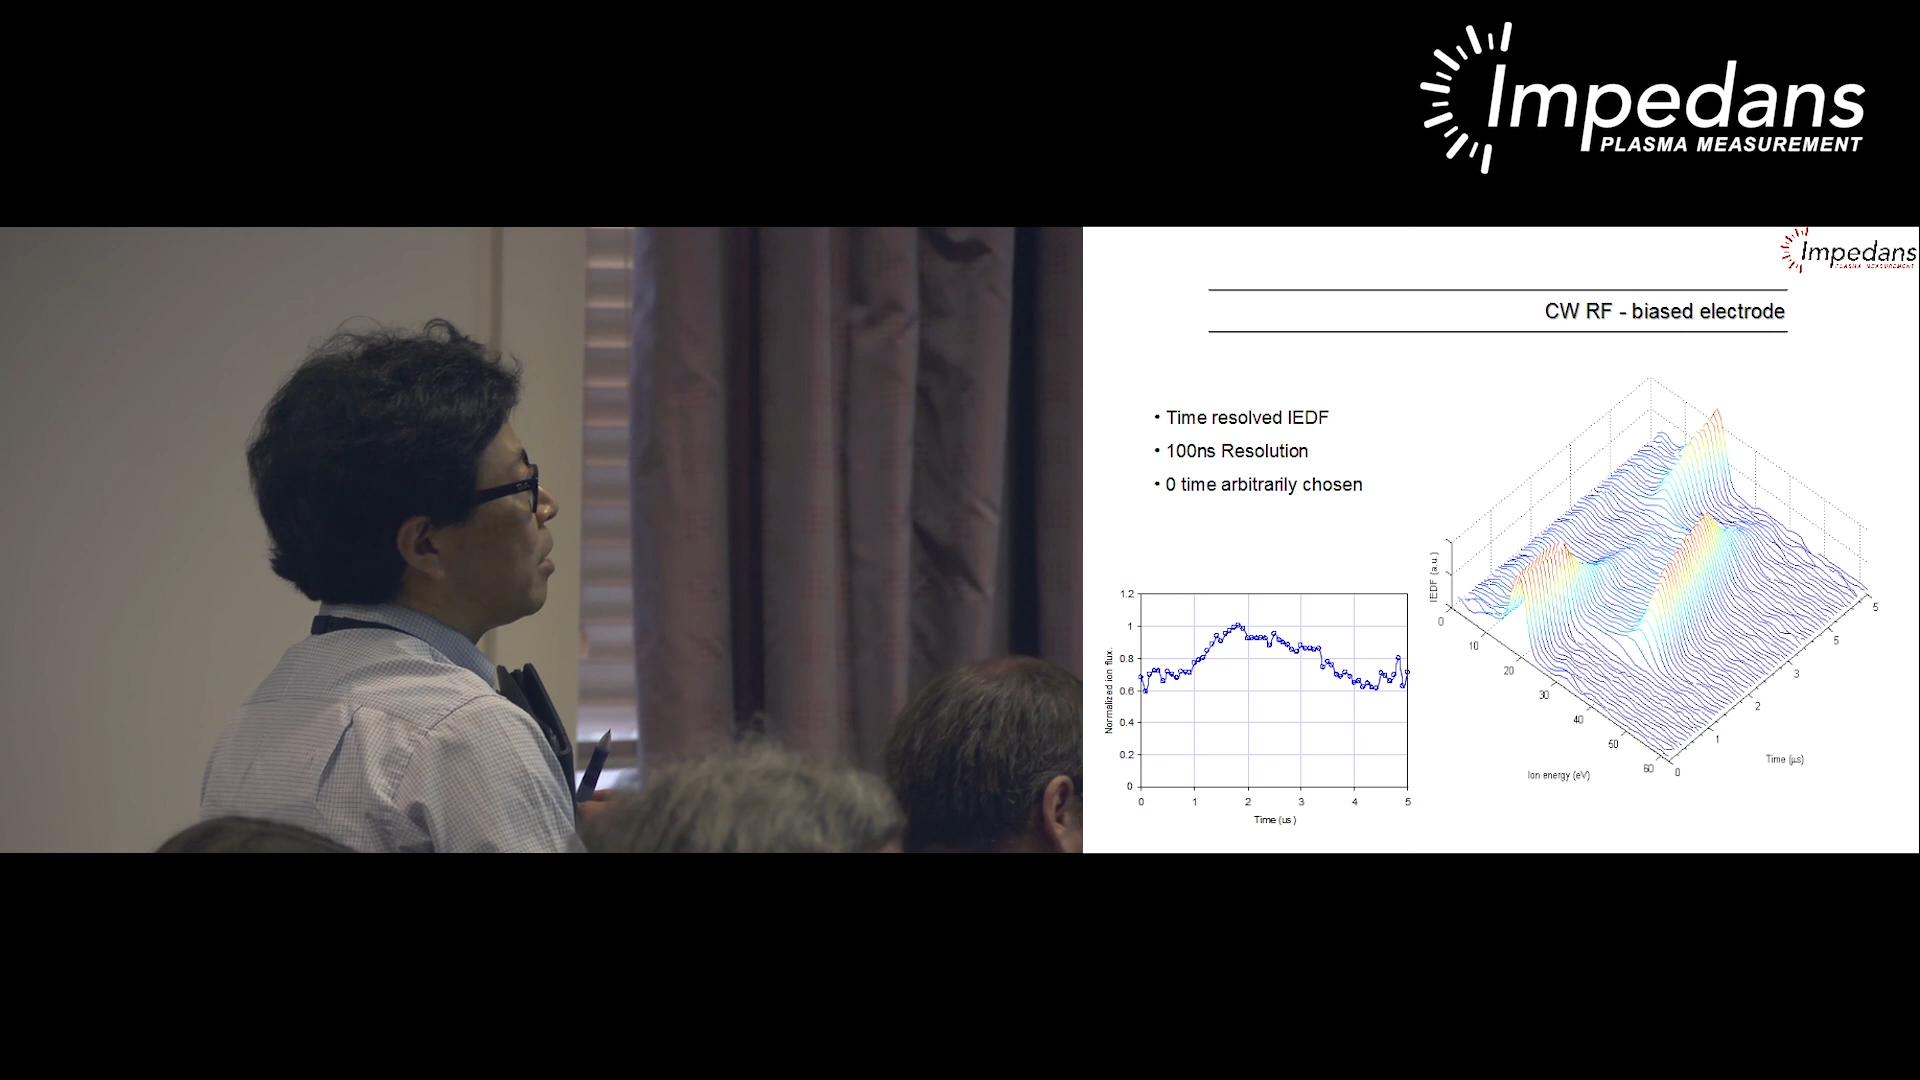 Impedans
PLASMA MEASUREMENT
Impedans
PLASMA MEASUREMENT
CW RF - biased electrode
• Time resolved IEDF
• 100ns Resolution
• 0 time arbitrarily chosen
1.2
1
0.8
0.6
0.4
0.2
0
Normalized ion flux.
0 1 2 3 4 5
Time (us)
IEDF (a.u.)
0
10
20
30
40
50
60
Ion energy (eV)
0
1
2
3
5
5
Time (μs)